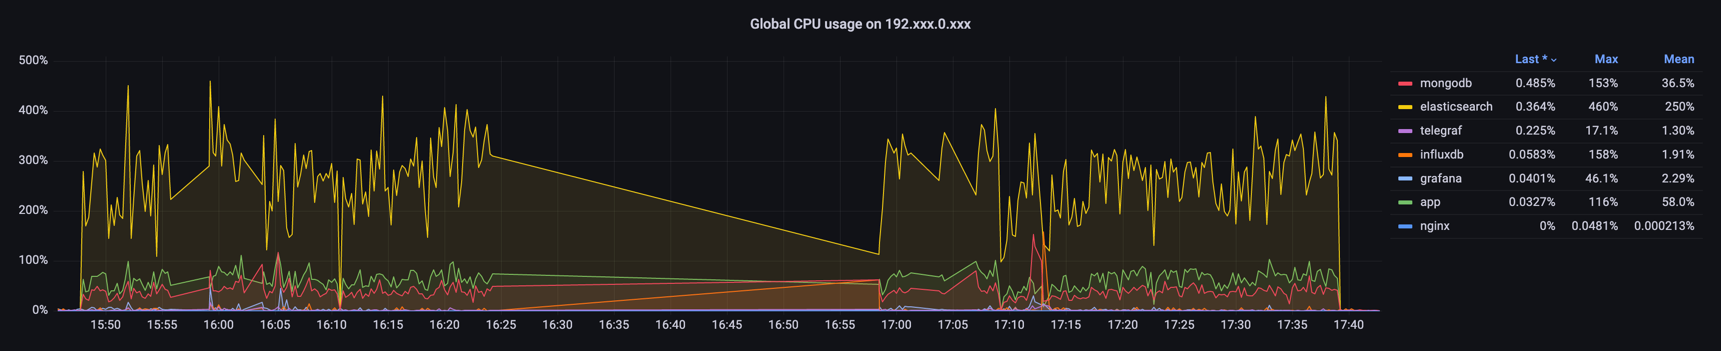 Global CPU usage on 192.xxx.0.xxx
500%
400%
300%
200%
100%
0%
15:50 15:55 16:00 16:05 16:10 16:15 16:20 16:25 16:30 16:35 16:40 16:45 16:50 16:55 17:00 17:05 17:10 17:15 17:20 17:25 17:30 17:35 17:40
Last * Max Mean
mongodb 0.485% 153% 36.5%
elasticsearch 0.364% 460% 250%
telegraf 0.225% 17.1% 1.30%
influxdb 0.0583% 158% 1.91%
grafana 0.0401% 46.1% 2.29%
app 0.0327% 116% 58.0%
nginx 0% 0.0481% 0.000213%